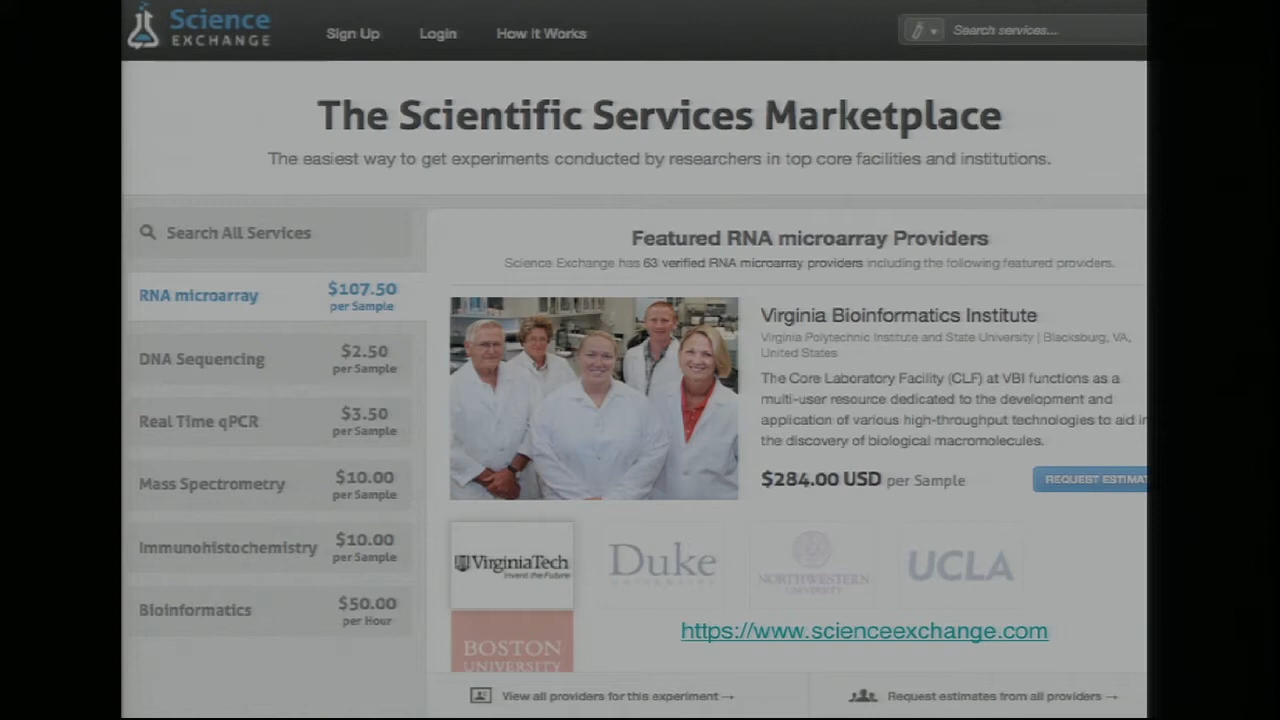 Science
EXCHANGE
Sign Up
Login
How It Works
Search services...
The Scientific Services Marketplace
The easiest way to get experiments conducted by researchers in top core facilities and institutions.
Search All Services
RNA microarray
$107.50
per Sample
DNA Sequencing
$2.50
per Sample
Real Time qPCR
$3.50
per Sample
Mass Spectrometry
$10.00
per Sample
Immunohistochemistry
$10.00
per Sample
Bioinformatics
$50.00
per Hour
Featured RNA microarray Providers
Science Exchange has 63 verified RNA microarray providers including the following featured providers.
Virginia Bioinformatics Institute
Virginia Polytechnic Institute and State University | Blacksburg, VA,
United States
The Core Laboratory Facility (CLF) at VBI functions as a
multi-user resource dedicated to the development and
application of various high-throughput technologies to aid in
the discovery of biological macromolecules.
$284.00 USD per Sample
REQUEST ESTIMAT
VirginiaTech
Invent the Future
Duke
UNIVERSITY
NORTHWESTERN
UNIVERSITY
UCLA
BOSTON
UNIVERSITY
https://www.scienceexchange.com
View all providers for this experiment →
Request estimates from all providers →